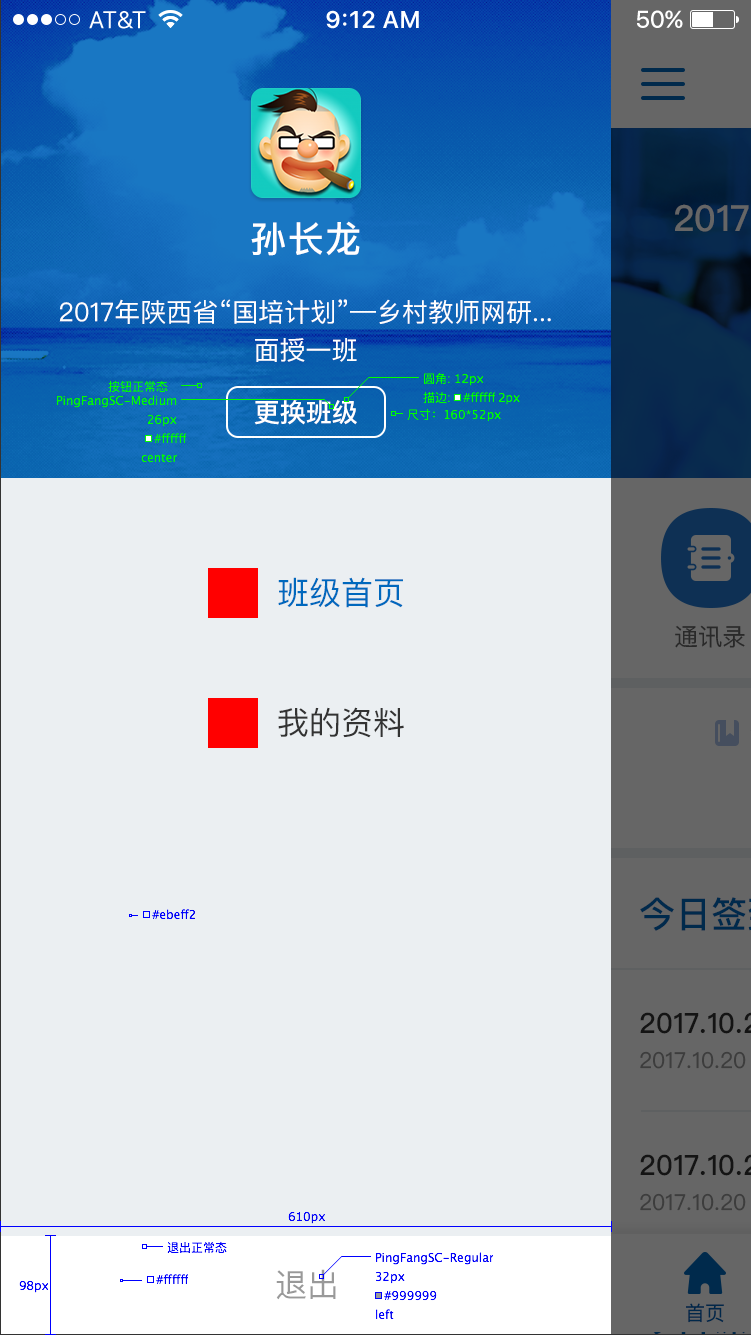 AT&T
9:12 AM
50%
2017
孙长龙
2017年陕西省“国培计划”—乡村教师网研...
面授一班
按钮正常态
PingFangSC-Medium
26px
#ffffff
center
更换班级
圆角: 12px
描边: #ffffff 2px
尺寸: 160*52px
班级首页
通讯录
我的资料
#ebeff2
今日签
2017.10.2
2017.10.20
2017.10.2
2017.10.20
610px
退出正常态
98px
#ffffff
退出
PingFangSC-Regular
32px
#999999
left
首页